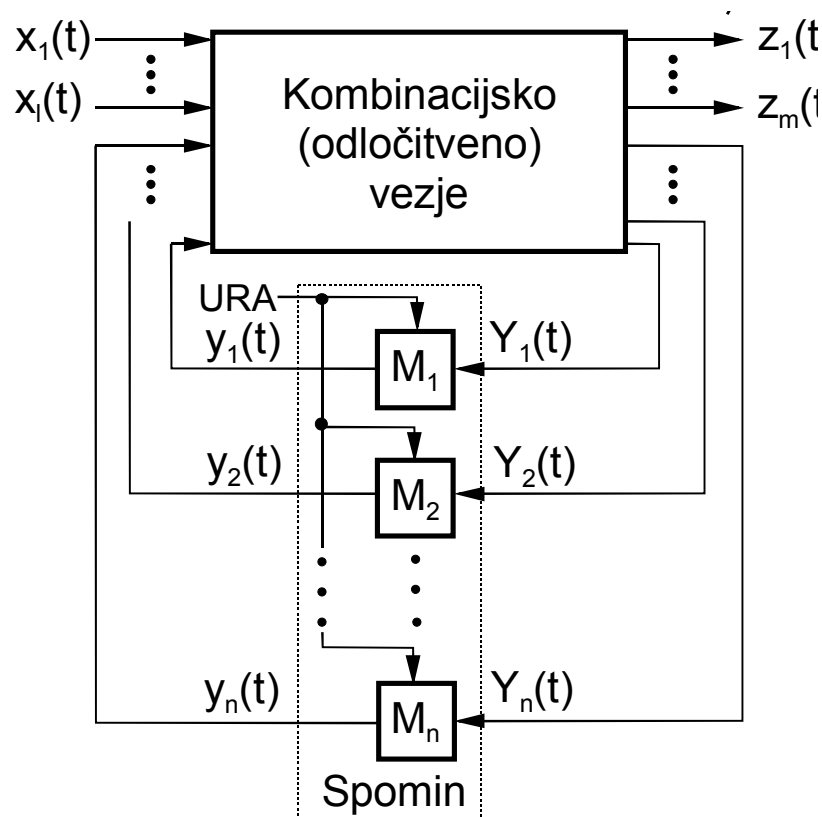 x₁(t)
z₁(t
xₗ(t)
zₘ(t
Kombinacijsko
(odločitveno)
vezje
URA
y₁(t)
M₁
Y₁(t)
y₂(t)
M₂
Y₂(t)
yₙ(t)
Mₙ
Yₙ(t)
Spomin